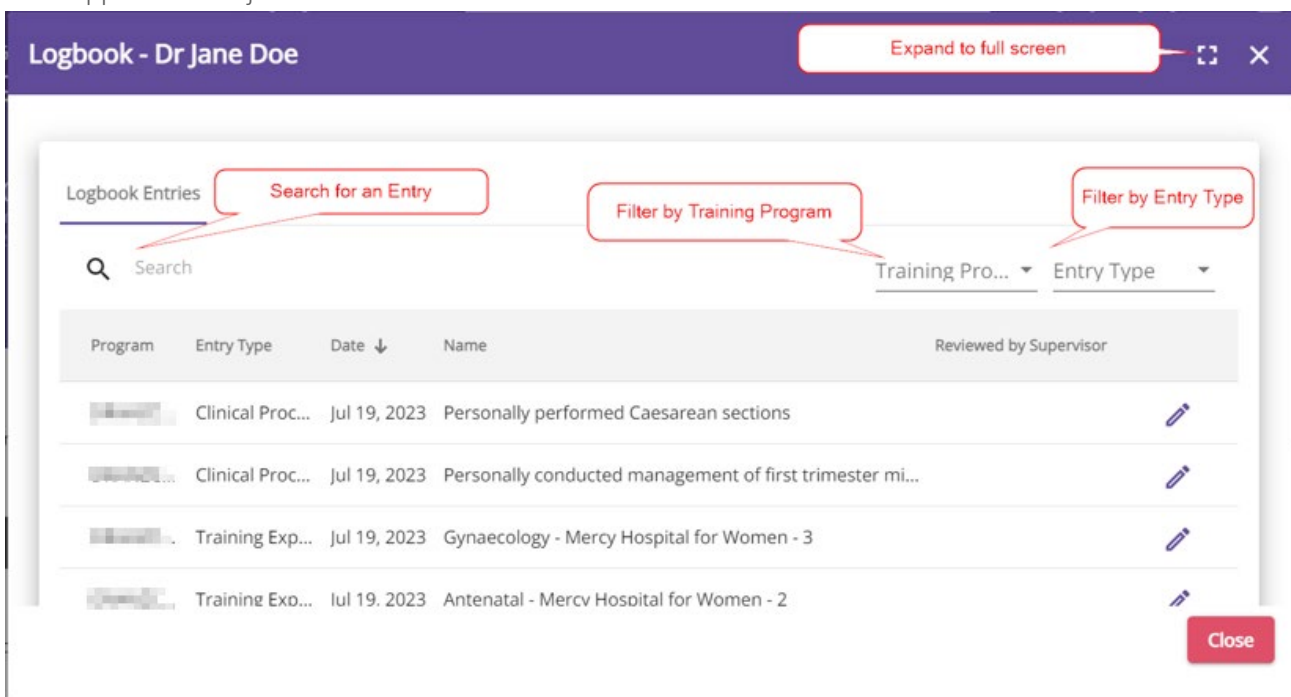 Logbook - Dr Jane Doe
Expand to full screen
Logbook Entries
Search for an Entry
Filter by Training Program
Filter by Entry Type
Search
Training Pro...
Entry Type
Program Entry Type Date ↓ Name Reviewed by Supervisor
Clinical Proc... Jul 19, 2023 Personally performed Caesarean sections
Clinical Proc... Jul 19, 2023 Personally conducted management of first trimester mi...
Training Exp... Jul 19, 2023 Gynaecology - Mercy Hospital for Women - 3
Training Exp... Jul 19, 2023 Antenatal - Mercy Hospital for Women - 2
Close